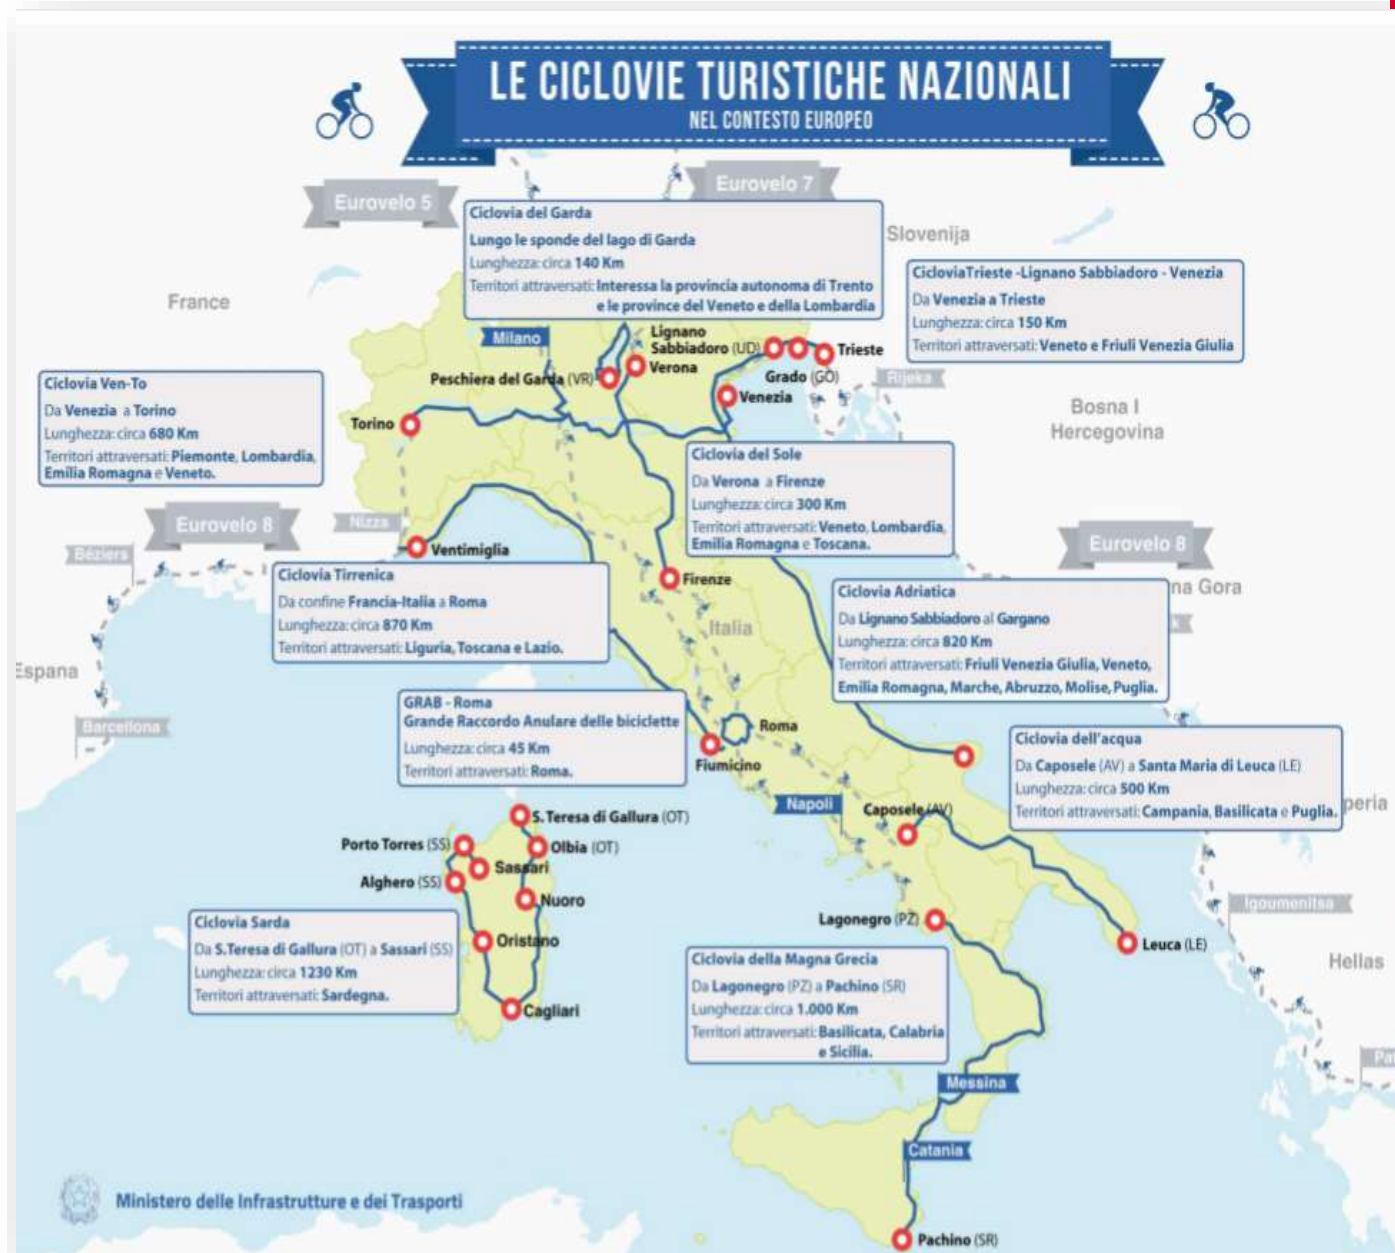 LE CICLOVIE TURISTICHE NAZIONALI
NEL CONTESTO EUROPEO
Eurovelo 5
Eurovelo 7
Ciclovia del Garda
Lungo le sponde del lago di Garda
Lunghezza: circa 140 Km
Territori attraversati: Interessa la provincia autonoma di Trento
e le province del Veneto e della Lombardia
Slovenija
CicloviaTrieste -Lignano Sabbiadoro - Venezia
Da Venezia a Trieste
Lunghezza: circa 150 Km
Territori attraversati: Veneto e Friuli Venezia Giulia
France
Milano
Lignano
Sabbiadoro (UD)
Trieste
Verona
Peschiera del Garda (VR)
Grado (GO)
Rijeka
Venezia
Ciclovia Ven-To
Da Venezia a Torino
Lunghezza: circa 680 Km
Territori attraversati: Piemonte, Lombardia,
Emilia Romagna e Veneto.
Torino
Bosna I
Hercegovina
Ciclovia del Sole
Da Verona a Firenze
Lunghezza: circa 300 Km
Territori attraversati: Veneto, Lombardia,
Emilia Romagna e Toscana.
Eurovelo 8
Nizza
Béziers
Ventimiglia
Eurovelo 8
Ciclovia Tirrenica
Da confine Francia-Italia a Roma
Lunghezza: circa 870 Km
Territori attraversati: Liguria, Toscana e Lazio.
Firenze
Italia
Ciclovia Adriatica
Da Lignano Sabbiadoro al Gargano
Lunghezza: circa 820 Km
Territori attraversati: Friuli Venezia Giulia, Veneto,
Emilia Romagna, Marche, Abruzzo, Molise, Puglia.
na Gora
Espana
Barcellona
GRAB - Roma
Grande Raccordo Anulare delle biciclette
Lunghezza: circa 45 Km
Territori attraversati: Roma.
Roma
Fiumicino
Ciclovia dell'acqua
Da Caposele (AV) a Santa Maria di Leuca (LE)
Lunghezza: circa 500 Km
Territori attraversati: Campania, Basilicata e Puglia.
peria
Napoli
Caposele (AV)
S. Teresa di Gallura (OT)
Porto Torres (SS)
Olbia (OT)
Sassari
Alghero (SS)
Nuoro
Igoumenitsa
Ciclovia Sarda
Da S.Teresa di Gallura (OT) a Sassari (SS)
Lunghezza: circa 1230 Km
Territori attraversati: Sardegna.
Oristano
Cagliari
Lagonegro (PZ)
Leuca (LE)
Hellas
Ciclovia della Magna Grecia
Da Lagonegro (PZ) a Pachino (SR)
Lunghezza: circa 1.000 Km
Territori attraversati: Basilicata, Calabria
e Sicilia.
Pa
Messina
Catania
Ministero delle Infrastrutture e dei Trasporti
Pachino (SR)